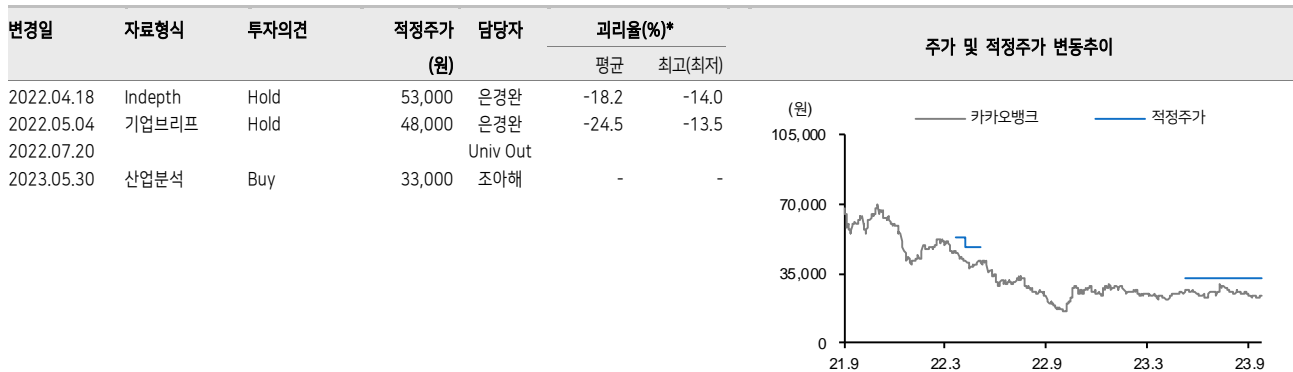 변경일 자료형식 투자의견 적정주가 담당자 괴리율(%)* 주가 및 적정주가 변동추이
(원) 평균 최고(최저)
2022.04.18 Indepth Hold 53,000 은경완 -18.2 -14.0
2022.05.04 기업브리프 Hold 48,000 은경완 -24.5 -13.5
2022.07.20 Univ Out
2023.05.30 산업분석 Buy 33,000 조아해 - -
(원) 카카오뱅크 적정주가
105,000
70,000
35,000
0
21.9 22.3 22.9 23.3 23.9